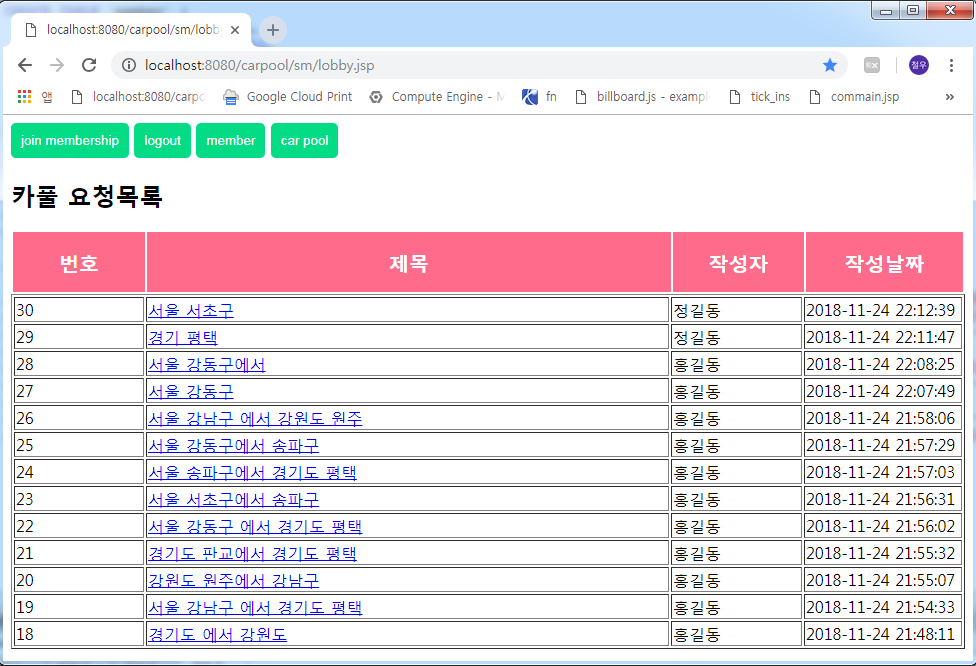 localhost:8080/carpool/sm/lobb
localhost:8080/carpool/sm/lobby.jsp
철우
앱 localhost:8080/carpo Google Cloud Print Compute Engine - M fn billboard.js - exampl tick_ins commain.jsp »
join membership logout member car pool
카풀 요청목록
번호 제목 작성자 작성날짜
30 서울 서초구 정길동 2018-11-24 22:12:39
29 경기 평택 정길동 2018-11-24 22:11:47
28 서울 강동구에서 홍길동 2018-11-24 22:08:25
27 서울 강동구 홍길동 2018-11-24 22:07:49
26 서울 강남구 에서 강원도 원주 홍길동 2018-11-24 21:58:06
25 서울 강동구에서 송파구 홍길동 2018-11-24 21:57:29
24 서울 송파구에서 경기도 평택 홍길동 2018-11-24 21:57:03
23 서울 서초구에서 송파구 홍길동 2018-11-24 21:56:31
22 서울 강동구 에서 경기도 평택 홍길동 2018-11-24 21:56:02
21 경기도 판교에서 경기도 평택 홍길동 2018-11-24 21:55:32
20 강원도 원주에서 강남구 홍길동 2018-11-24 21:55:07
19 서울 강남구 에서 경기도 평택 홍길동 2018-11-24 21:54:33
18 경기도 에서 강원도 홍길동 2018-11-24 21:48:11